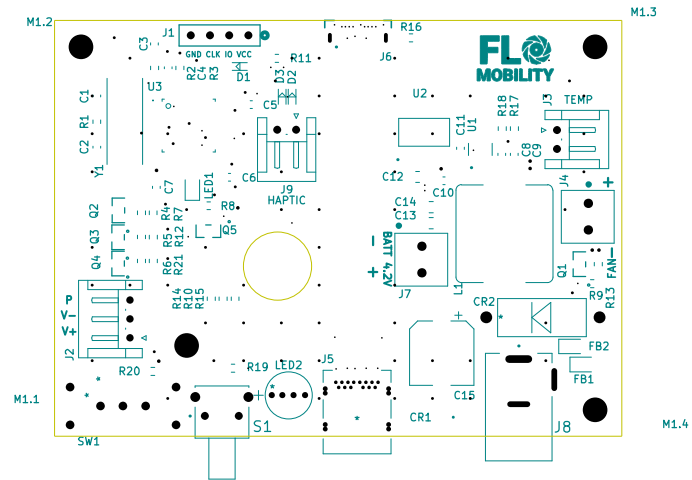 M1.2
M1.3
J1
C3
GND CLK IO VCC
R2
C4
R3
D1
R11
D3
D2
J6
R16
FLO
MOBILITY
C1
R1
C2
Y1
U3
C5
U2
C11
U1
R18
R17
J3
TEMP
C8
C9
C7
LED1
C6
J9
HAPTIC
C12
C10
C14
C13
J4
+
Q2
Q3
Q4
R4
R7
R5
R12
R6
R21
R8
Q5
−
BATT 4.2V
+
J7
L1
Q1
FAN
−
R9
R13
R14
R10
R15
P
V−
V+
J2
CR2
*
FB2
FB1
R20
R19
LED2
J5
+
C15
M1.1
SW1
*
*
S1
+
*
*
CR1
J8
M1.4